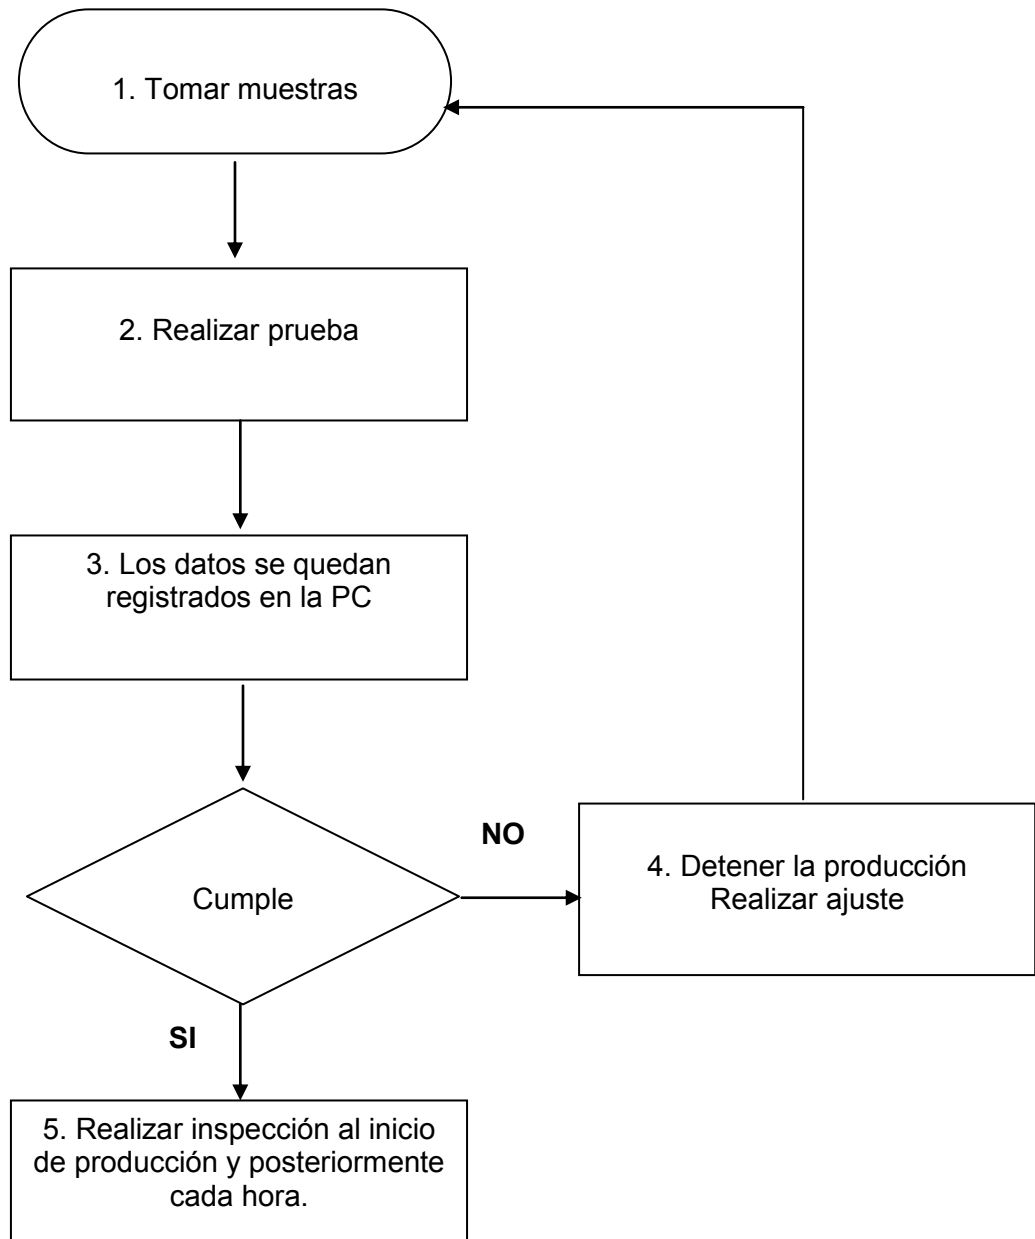 1. Tomar muestras
2. Realizar prueba
3. Los datos se quedan
registrados en la PC
Cumple
NO
4. Detener la producción
Realizar ajuste
SI
5. Realizar inspección al inicio
de producción y posteriormente
cada hora.